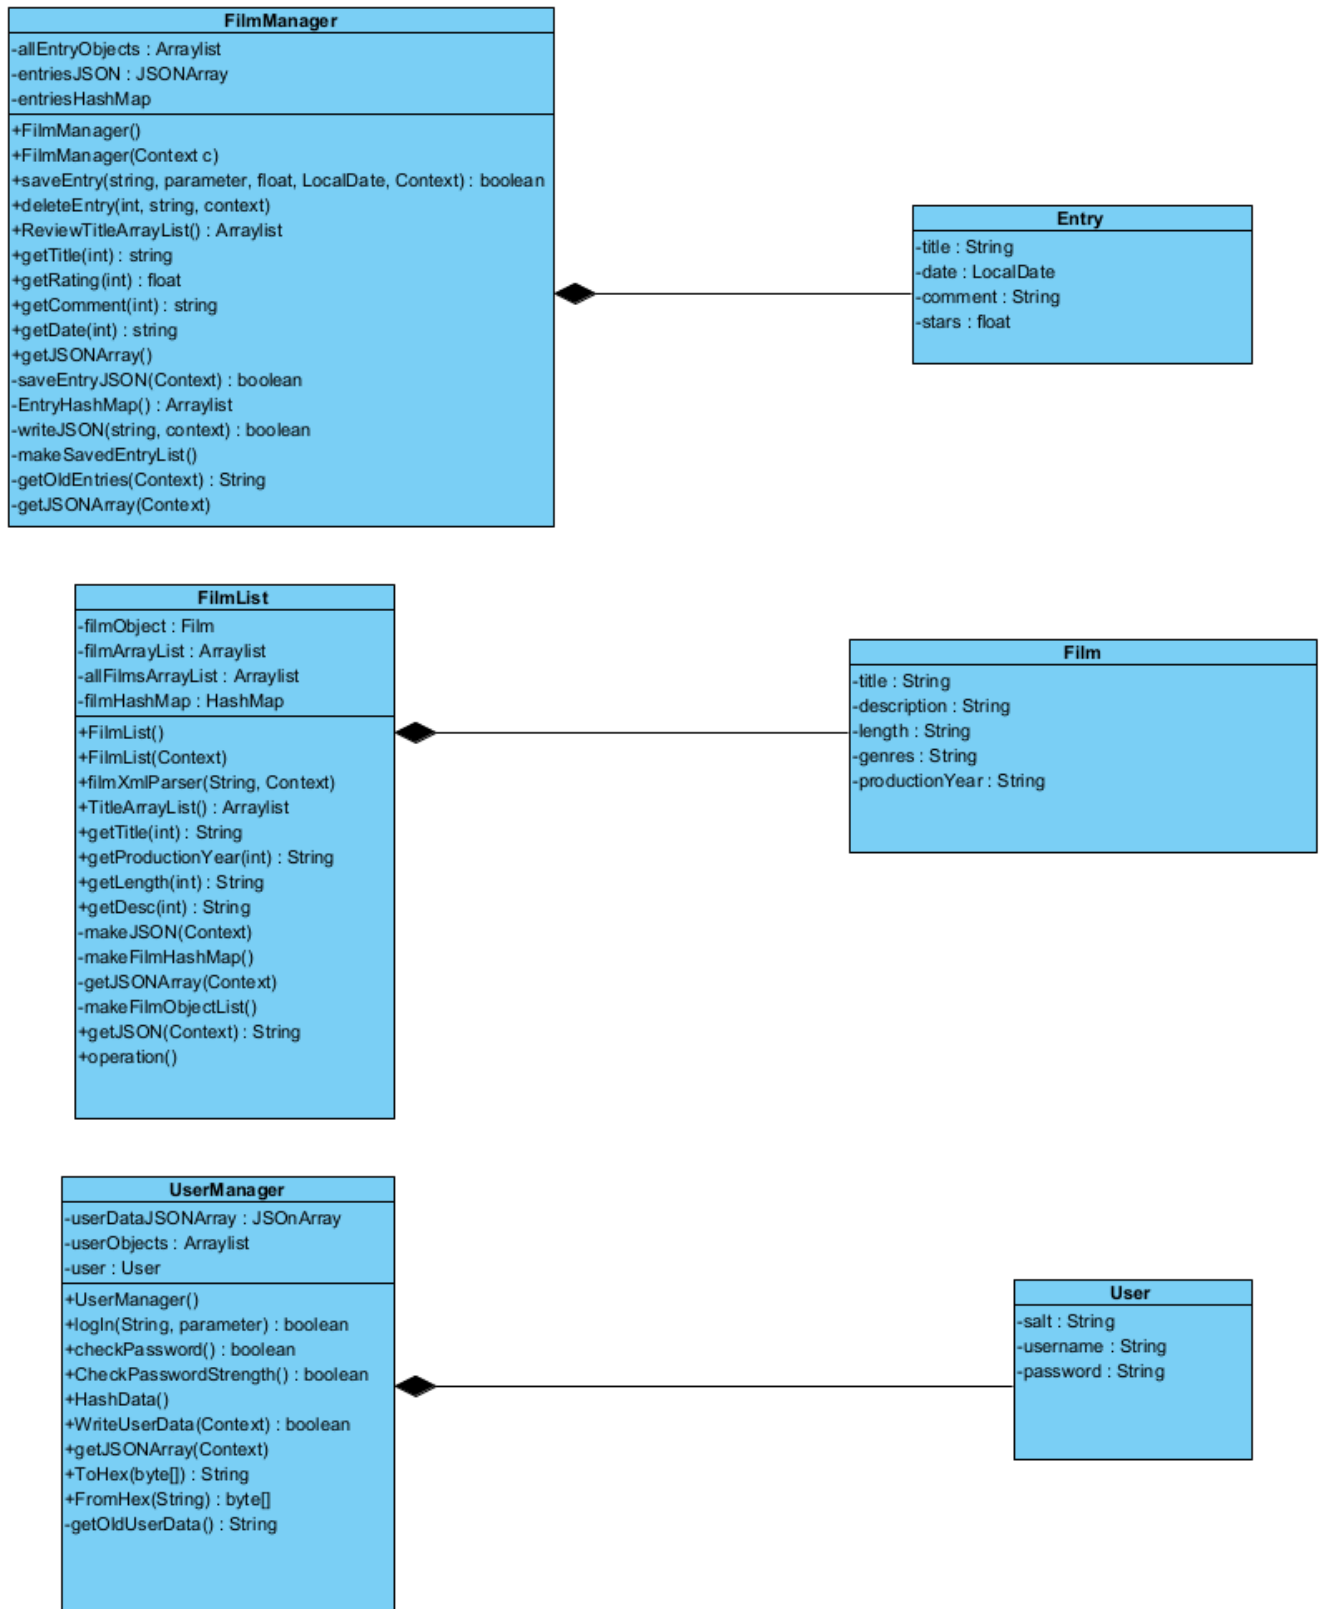 FilmManager
-allEntryObjects : Arraylist
-entriesJSON : JSONArray
-entriesHashMap
+FilmManager()
+FilmManager(Context c)
+saveEntry(string, parameter, float, LocalDate, Context) : boolean
+deleteEntry(int, string, context)
+ReviewTitleArrayList() : Arraylist
+getTitle(int) : string
+getRating(int) : float
+getComment(int) : string
+getDate(int) : string
+getJSONArray()
-saveEntryJSON(Context) : boolean
-EntryHashMap() : Arraylist
-writeJSON(string, context) : boolean
-makeSavedEntryList()
-getOldEntries(Context) : String
-getJSONArray(Context)
Entry
-title : String
-date : LocalDate
-comment : String
-stars : float
FilmList
-filmObject : Film
-filmArrayList : Arraylist
-allFilmsArrayList : Arraylist
-filmHashMap : HashMap
+FilmList()
+FilmList(Context)
+filmXmlParser(String, Context)
+TitleArrayList() : Arraylist
+getTitle(int) : String
+getProductionYear(int) : String
+getLength(int) : String
+getDesc(int) : String
-makeJSON(Context)
-makeFilmHashMap()
-getJSONArray(Context)
-makeFilmObjectList()
+getJSON(Context) : String
+operation()
Film
-title : String
-description : String
-length : String
-genres : String
-productionYear : String
UserManager
-userDataJSONArray : JSOnArray
-userObjects : Arraylist
-user : User
+UserManager()
+logIn(String, parameter) : boolean
+checkPassword() : boolean
+CheckPasswordStrength() : boolean
+HashData()
+WriteUserData(Context) : boolean
+getJSONArray(Context)
+ToHex(byte[]) : String
+FromHex(String) : byte[]
-getOldUserData() : String
User
-salt : String
-username : String
-password : String